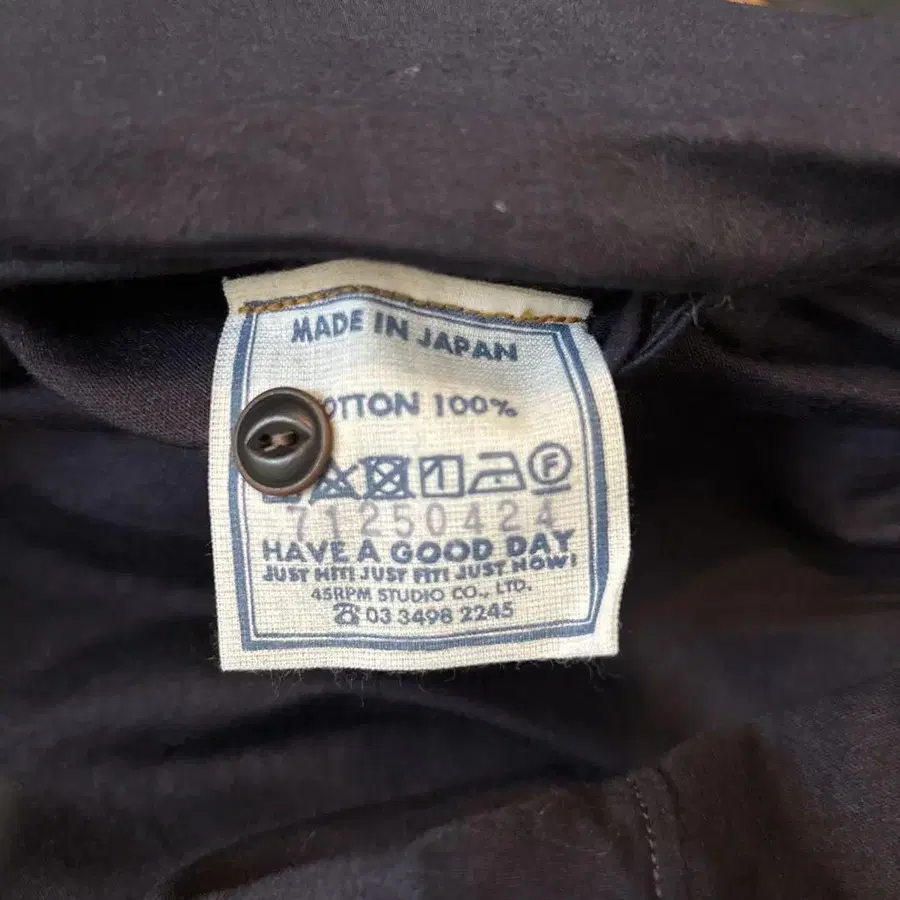 MADE IN JAPAN
OTTON 100%
F
71250424
HAVE A GOOD DAY
JUST HIT! JUST FIT! JUST NOW!
45RPM STUDIO CO., LTD.
☎ 03 3498 2245